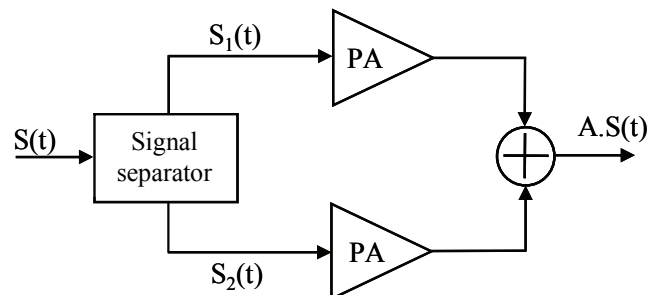 S₁(t)
PA
S(t)
Signal
separator
A.S(t)
S₂(t)
PA